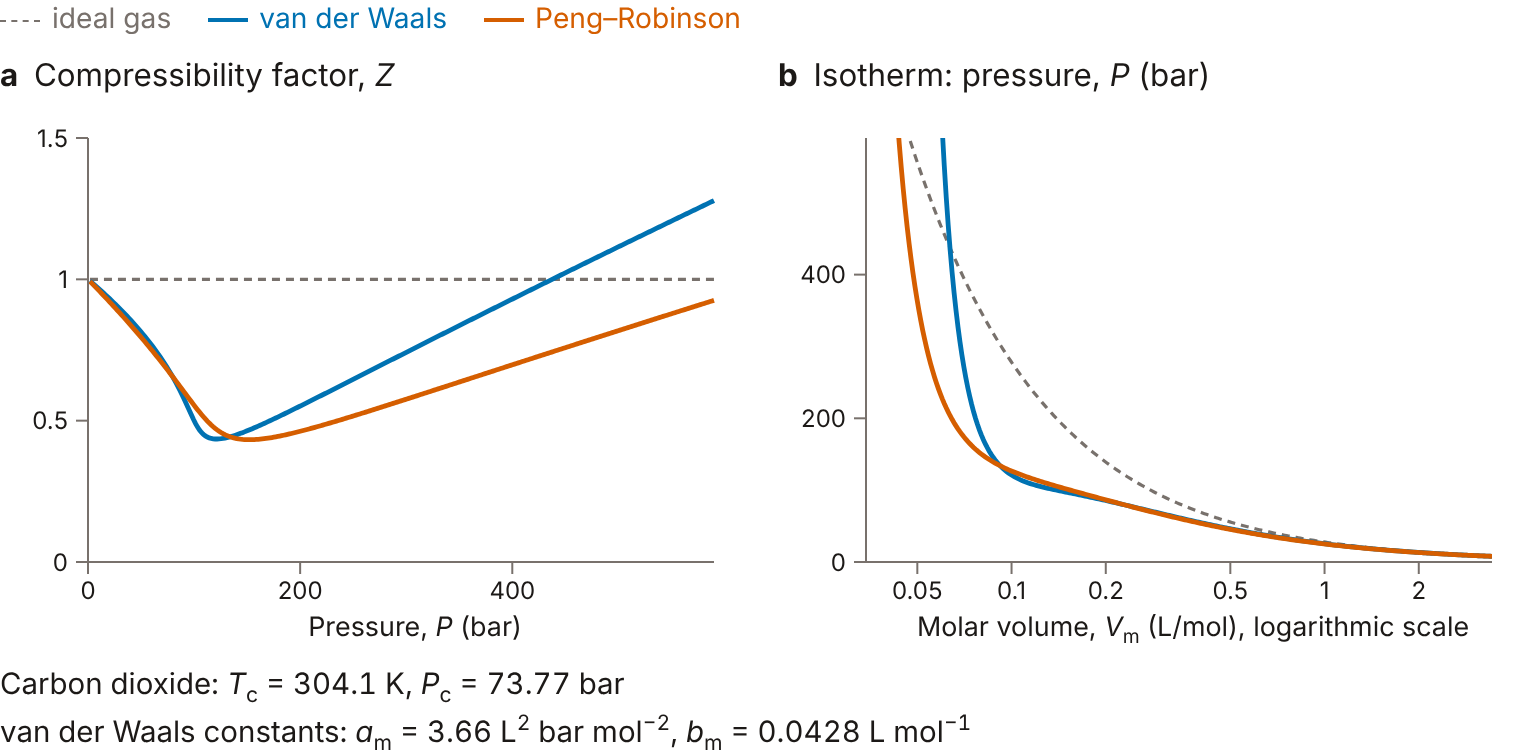 ideal gas van der Waals Peng–Robinson
a Compressibility factor, Z
1.5
1
0.5
0
0 200 400
Pressure, P (bar)
b Isotherm: pressure, P (bar)
400
200
0
0.05 0.1 0.2 0.5 1 2
Molar volume, Vm (L/mol), logarithmic scale
Carbon dioxide: Tc = 304.1 K, Pc = 73.77 bar
van der Waals constants: am = 3.66 L² bar mol⁻², bm = 0.0428 L mol⁻¹